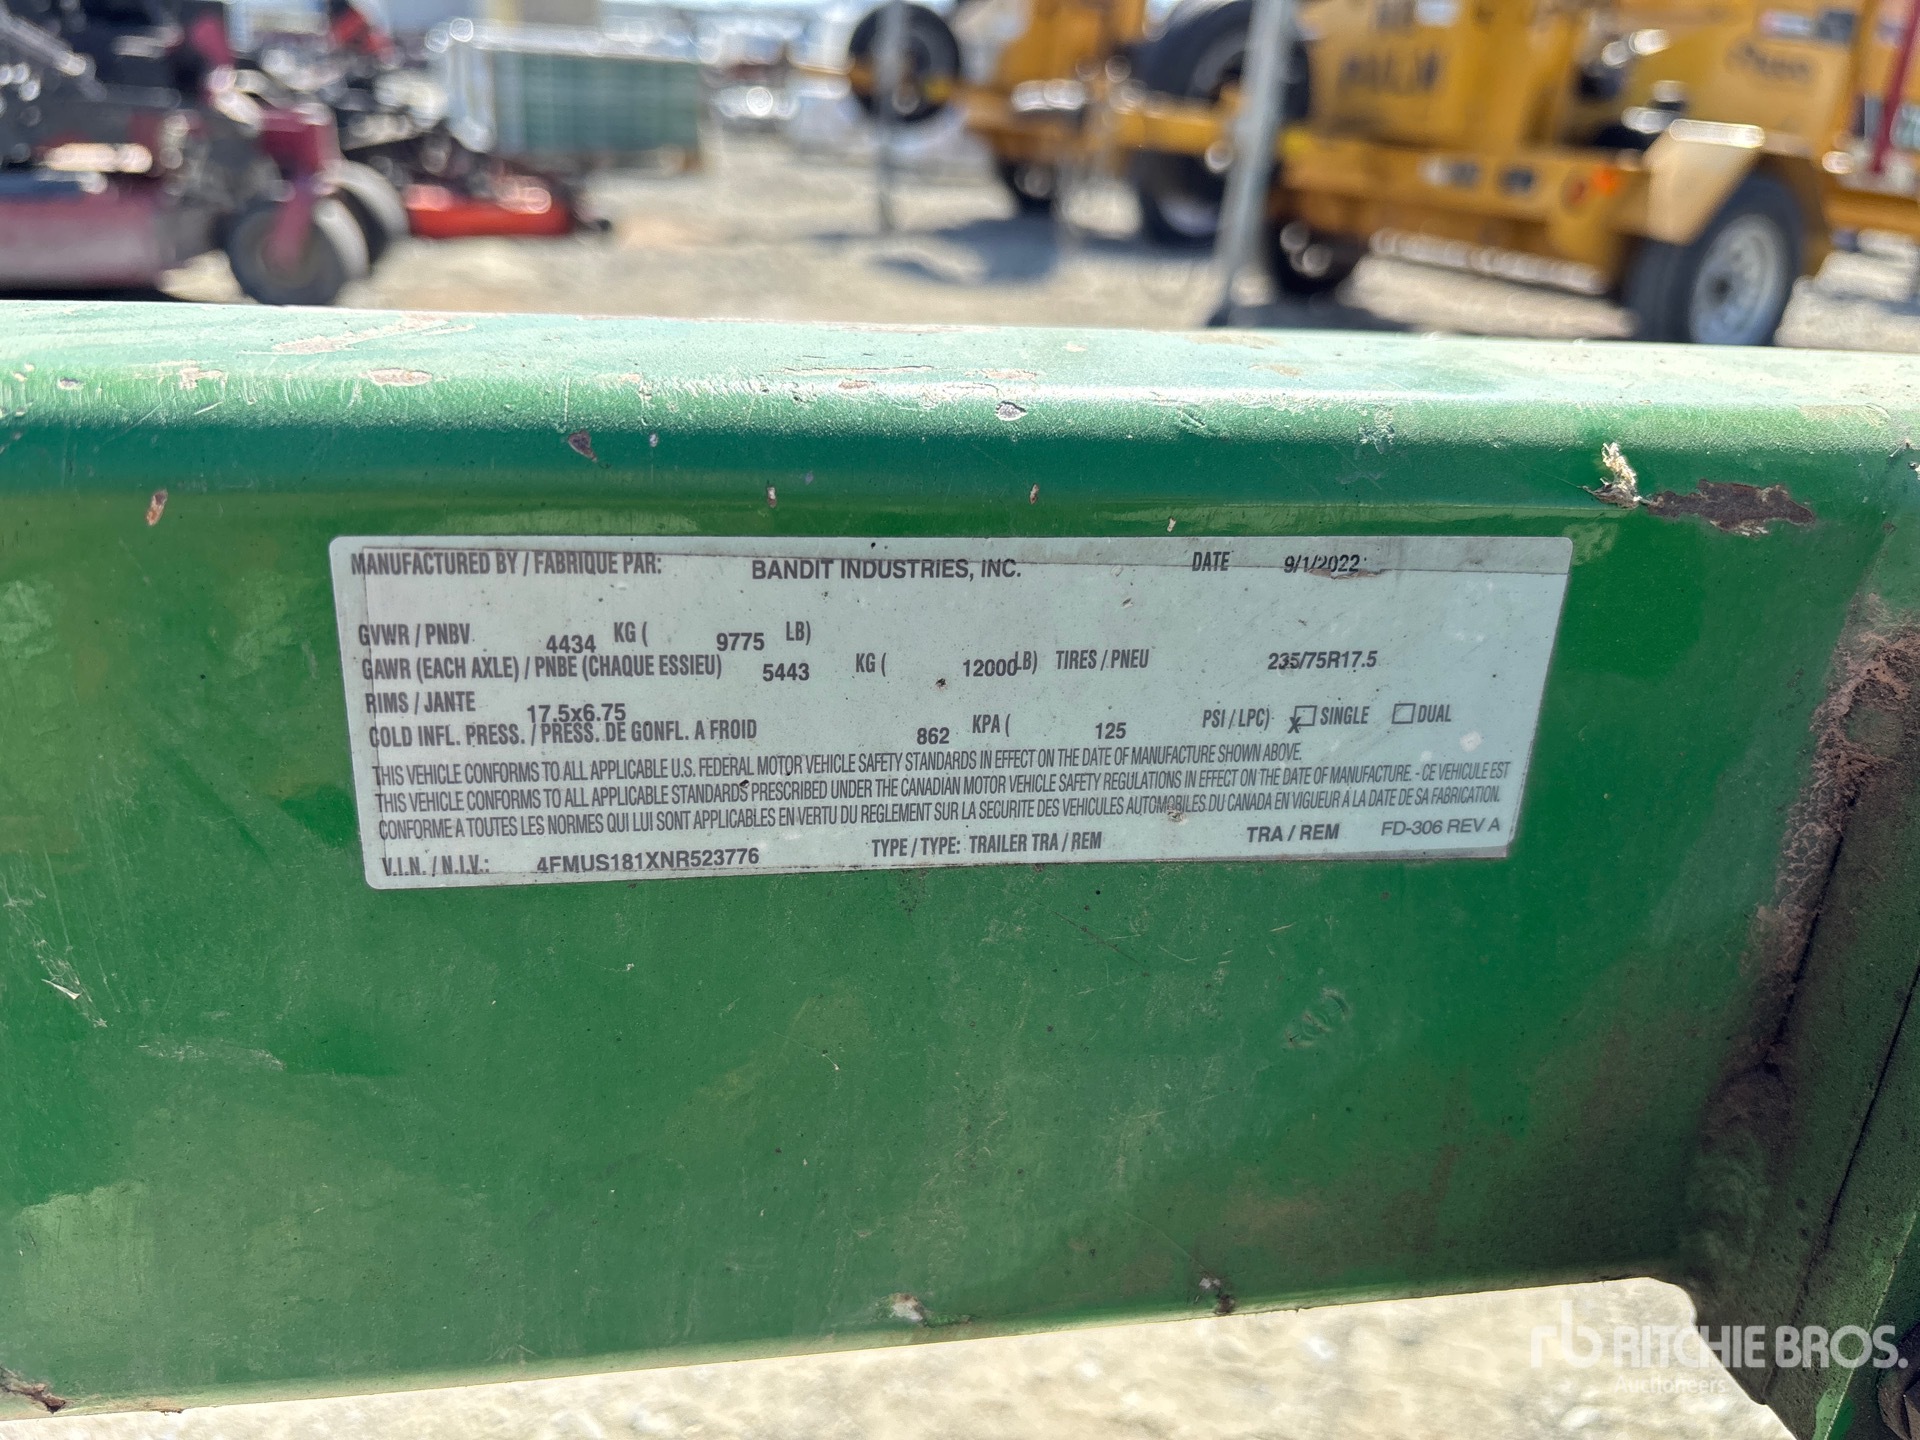 MANUFACTURED BY / FABRIQUE PAR: BANDIT INDUSTRIES, INC. DATE 9/1/2022
GVWR / PNBV 4434 KG ( 9775 LB)
GAWR (EACH AXLE) / PNBE (CHAQUE ESSIEU) 5443 KG ( 12000 LB) TIRES / PNEU 235/75R17.5
RIMS / JANTE 17.5x6.75
COLD INFL. PRESS. / PRESS. DE GONFL. A FROID 862 KPA ( 125 PSI / LPC) X SINGLE DUAL
THIS VEHICLE CONFORMS TO ALL APPLICABLE U.S. FEDERAL MOTOR VEHICLE SAFETY STANDARDS IN EFFECT ON THE DATE OF MANUFACTURE SHOWN ABOVE.
THIS VEHICLE CONFORMS TO ALL APPLICABLE STANDARDS PRESCRIBED UNDER THE CANADIAN MOTOR VEHICLE SAFETY REGULATIONS IN EFFECT ON THE DATE OF MANUFACTURE. - CE VEHICULE EST
CONFORME A TOUTES LES NORMES QUI LUI SONT APPLICABLES EN VERTU DU REGLEMENT SUR LA SECURITE DES VEHICULES AUTOMOBILES DU CANADA EN VIGUEUR A LA DATE DE SA FABRICATION.
V.I.N. / N.I.V.: 4FMUS181XNR523776 TYPE / TYPE: TRAILER TRA / REM TRA / REM FD-306 REV A
rb RITCHIE BROS.
Auctioneers